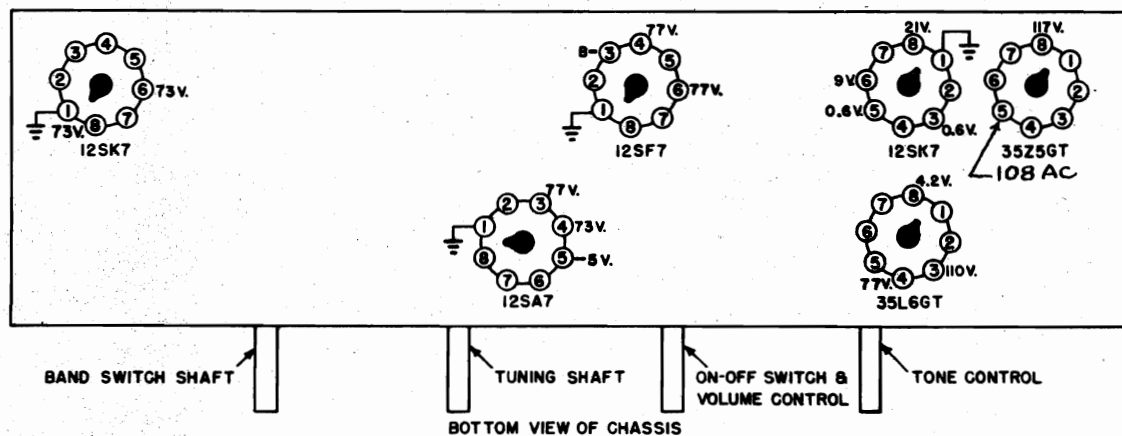 3 4 5 6 7 8 1 2
73V.
73V.
12SK7
77V.
B-
3 4 5 6 7 8 1 2
77V.
12SF7
21V.
7 8 1 2 3 4 5 6
9V.
0.6V.
0.6V.
12SK7
117V.
7 8 1 2 3 4 5 6
35Z5GT
108 AC
77V.
2 3 4 5 6 7 8 1
73V.
-5V.
12SA7
4.2V.
7 8 1 2 3 4 5 6
77V.
110V.
35L6GT
BAND SWITCH SHAFT
TUNING SHAFT
ON-OFF SWITCH &
VOLUME CONTROL
TONE CONTROL
BOTTOM VIEW OF CHASSIS